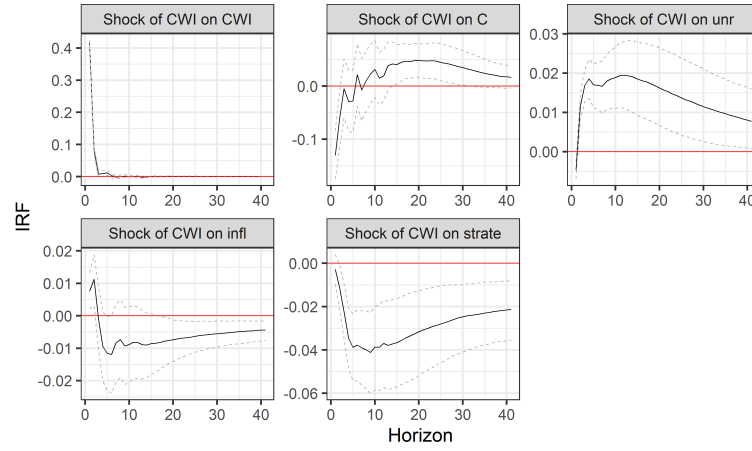 Shock of CWI on CWI
Shock of CWI on C
Shock of CWI on unr
0.4
0.3
0.2
0.1
0.0
0.0
-0.1
0.03
0.02
0.01
0.00
0 10 20 30 40
0 10 20 30 40
0 10 20 30 40
IRF
Shock of CWI on infl
Shock of CWI on strate
0.02
0.01
0.00
-0.01
-0.02
0.00
-0.02
-0.04
-0.06
0 10 20 30 40
0 10 20 30 40
Horizon